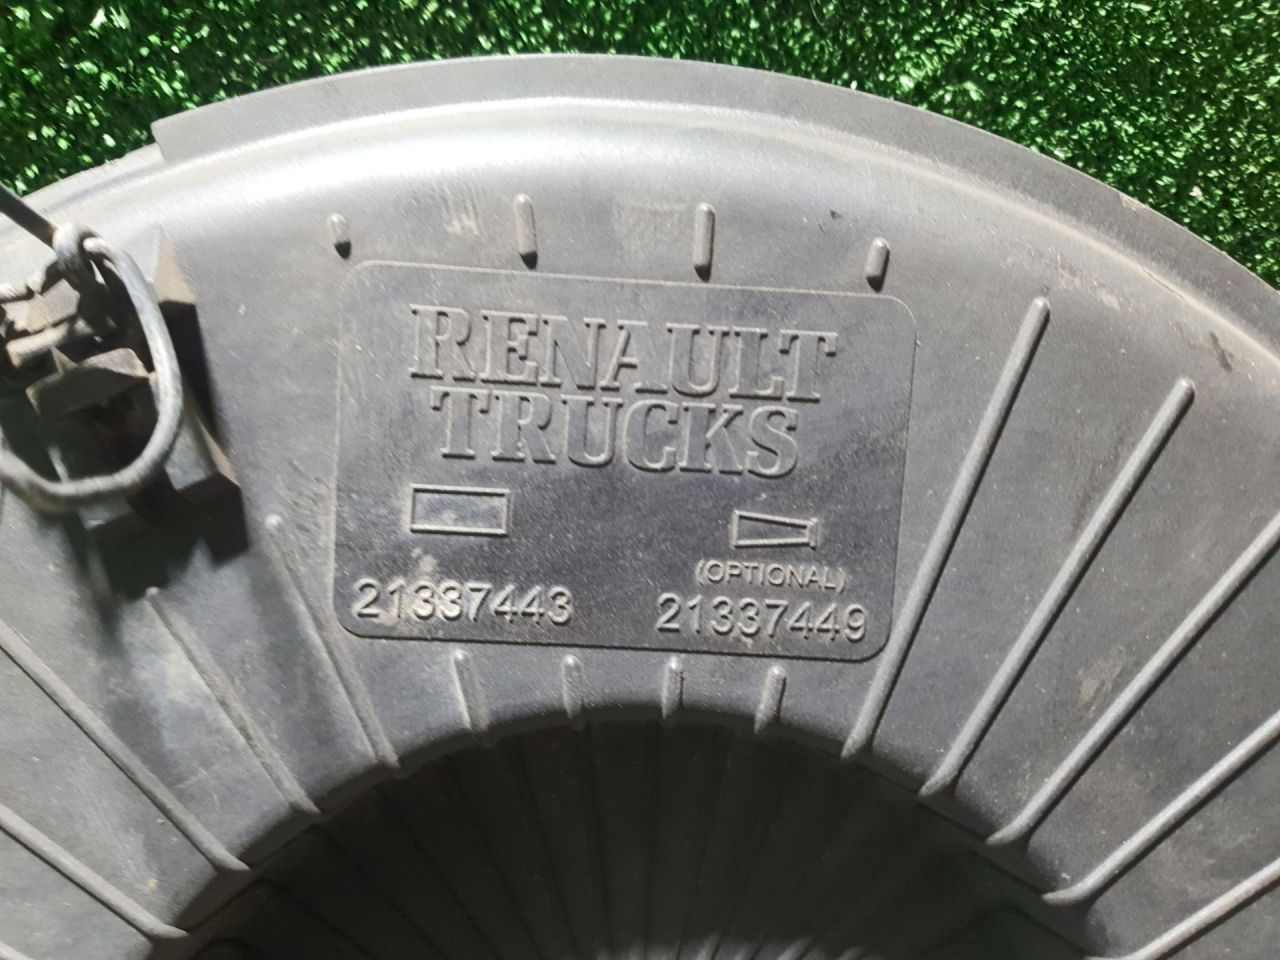 RENAULT
TRUCKS
(OPTIONAL)
21337443 21337449